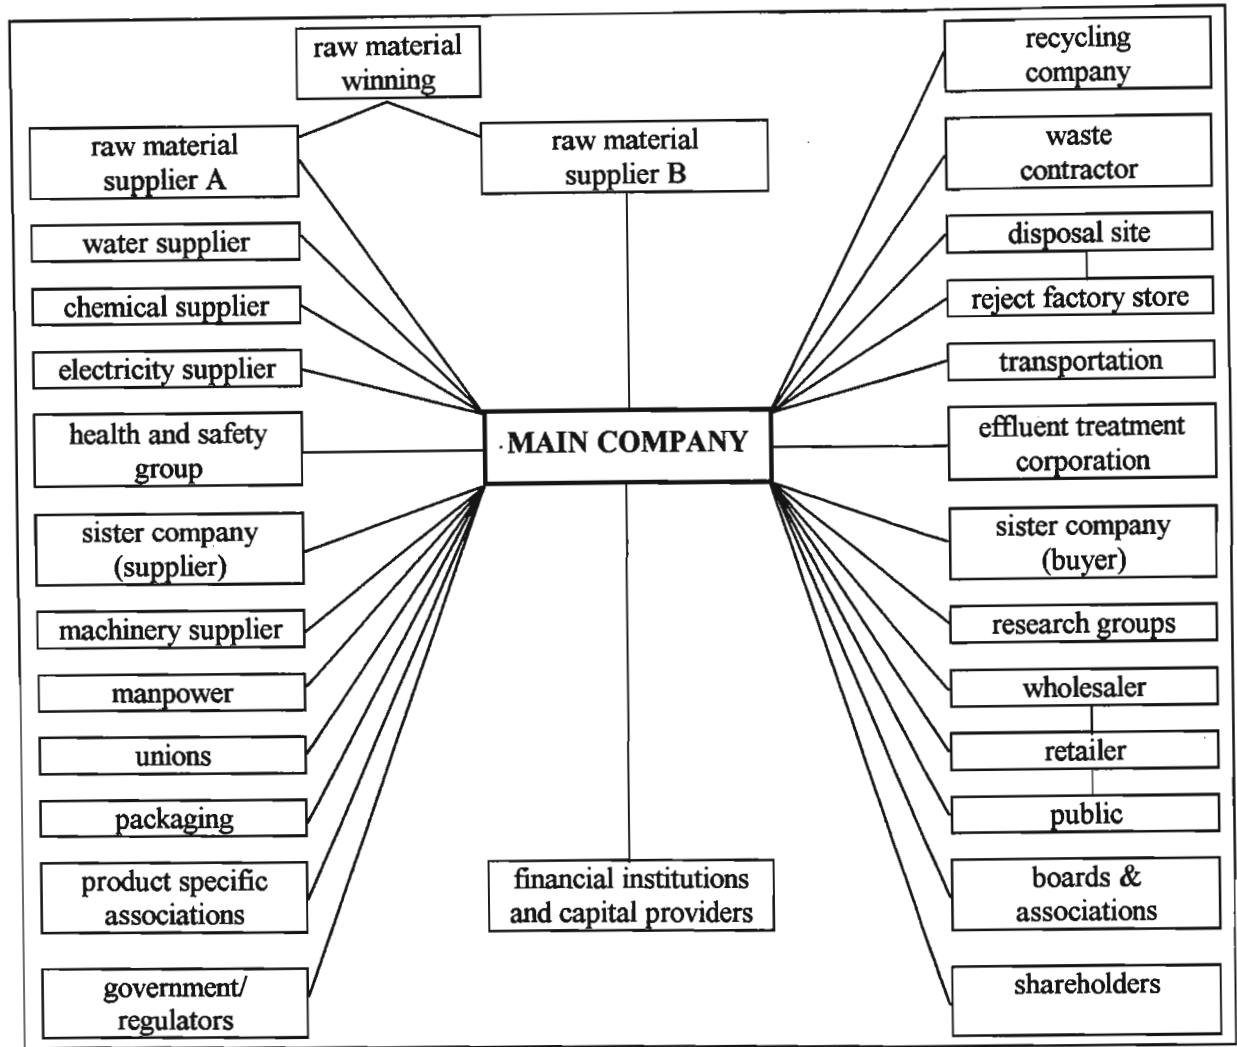 raw material
winning
raw material
supplier A
raw material
supplier B
water supplier
chemical supplier
electricity supplier
health and safety
group
sister company
(supplier)
machinery supplier
manpower
unions
packaging
product specific
associations
government/
regulators
MAIN COMPANY
financial institutions
and capital providers
recycling
company
waste
contractor
disposal site
reject factory store
transportation
effluent treatment
corporation
sister company
(buyer)
research groups
wholesaler
retailer
public
boards &
associations
shareholders